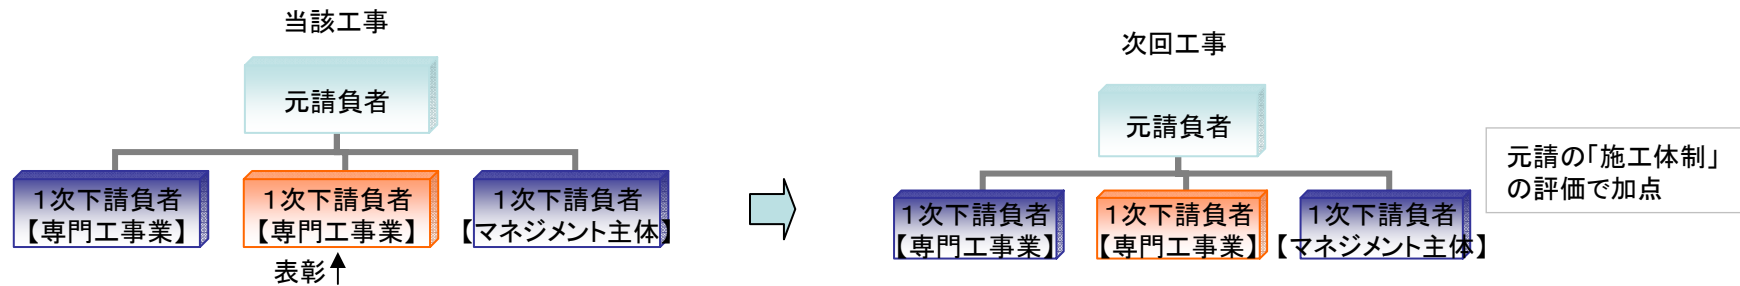 当該工事
元請負者
1次下請負者
【専門工事業】
1次下請負者
【専門工事業】
1次下請負者
【マネジメント主体】
表彰
次回工事
元請負者
1次下請負者
【専門工事業】
1次下請負者
【専門工事業】
1次下請負者
【マネジメント主体】
元請の「施工体制」
の評価で加点